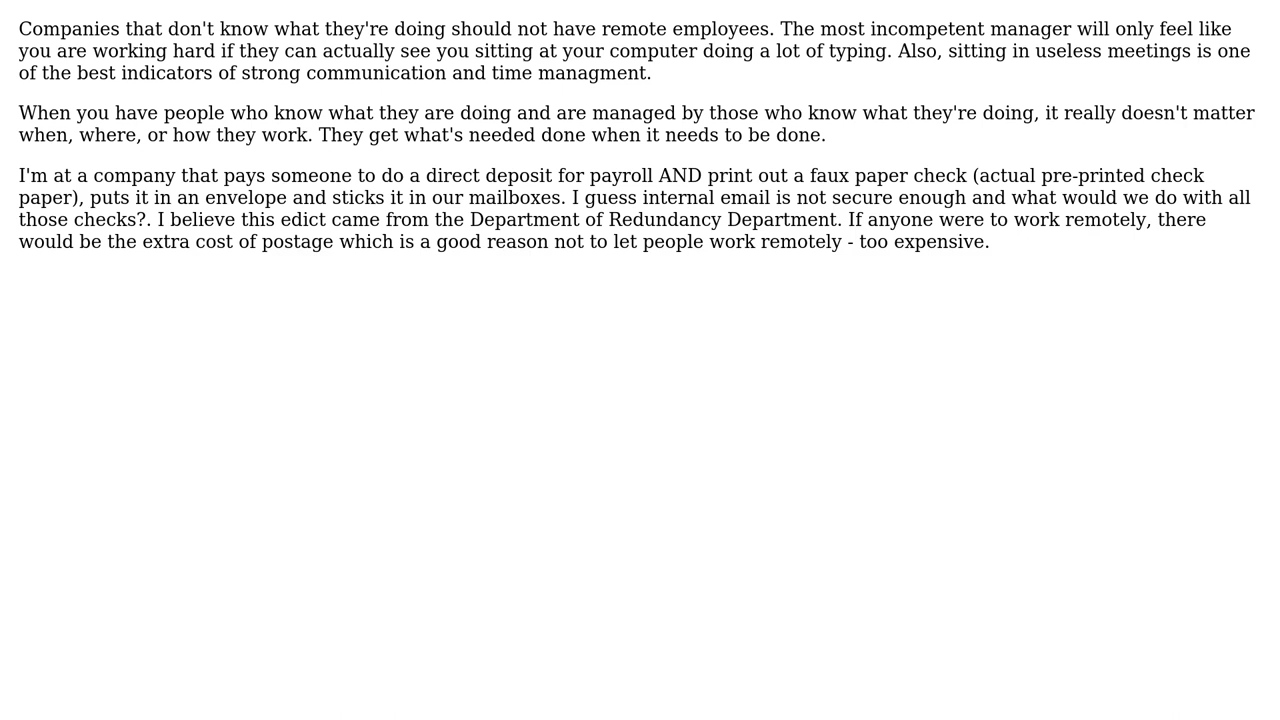 Companies that don't know what they're doing should not have remote employees. The most incompetent manager will only feel like
you are working hard if they can actually see you sitting at your computer doing a lot of typing. Also, sitting in useless meetings is one
of the best indicators of strong communication and time managment.
When you have people who know what they are doing and are managed by those who know what they're doing, it really doesn't matter
when, where, or how they work. They get what's needed done when it needs to be done.
I'm at a company that pays someone to do a direct deposit for payroll AND print out a faux paper check (actual pre-printed check
paper), puts it in an envelope and sticks it in our mailboxes. I guess internal email is not secure enough and what would we do with all
those checks?. I believe this edict came from the Department of Redundancy Department. If anyone were to work remotely, there
would be the extra cost of postage which is a good reason not to let people work remotely - too expensive.